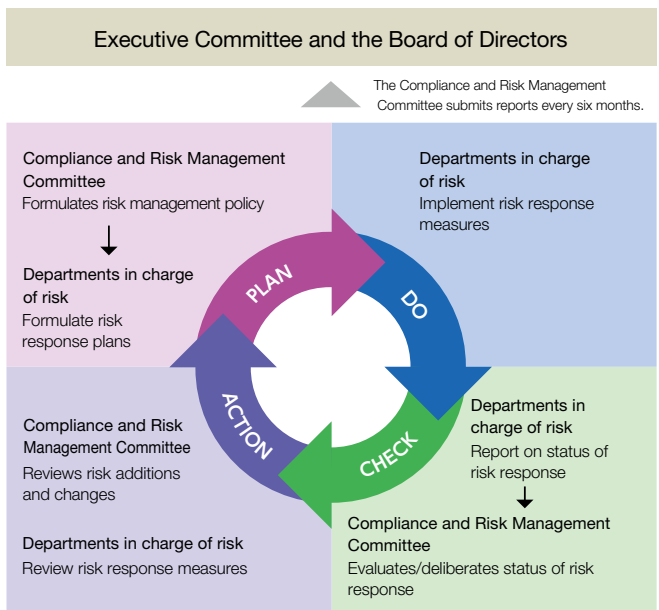 Executive Committee and the Board of Directors
The Compliance and Risk Management
Committee submits reports every six months.
Compliance and Risk Management
Committee
Formulates risk management policy
Departments in charge
of risk
Formulate risk
response plans
Departments in charge
of risk
Implement risk response
measures
PLAN
DO
CHECK
ACTION
Departments in
charge of risk
Report on status of
risk response
Compliance and Risk Management
Committee
Evaluates/deliberates status of risk
response
Compliance and Risk
Management Committee
Reviews risk additions
and changes
Departments in charge of risk
Review risk response measures